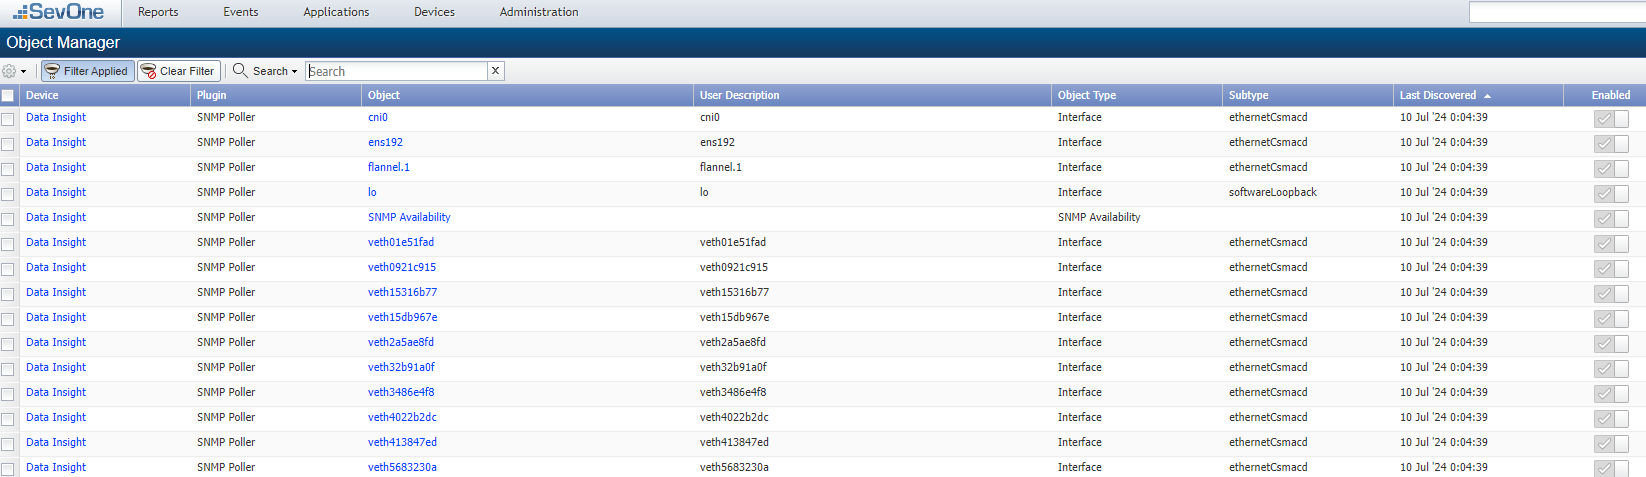 SevOne Reports Events Applications Devices Administration
Object Manager
Filter Applied Clear Filter Search Search X
Device Plugin Object User Description Object Type Subtype Last Discovered Enabled
Data Insight SNMP Poller cni0 cni0 Interface ethernetCsmacd 10 Jul '24 0:04:39
Data Insight SNMP Poller ens192 ens192 Interface ethernetCsmacd 10 Jul '24 0:04:39
Data Insight SNMP Poller flannel.1 flannel.1 Interface ethernetCsmacd 10 Jul '24 0:04:39
Data Insight SNMP Poller lo lo Interface softwareLoopback 10 Jul '24 0:04:39
Data Insight SNMP Poller SNMP Availability SNMP Availability 10 Jul '24 0:04:39
Data Insight SNMP Poller veth01e51fad veth01e51fad Interface ethernetCsmacd 10 Jul '24 0:04:39
Data Insight SNMP Poller veth0921c915 veth0921c915 Interface ethernetCsmacd 10 Jul '24 0:04:39
Data Insight SNMP Poller veth15316b77 veth15316b77 Interface ethernetCsmacd 10 Jul '24 0:04:39
Data Insight SNMP Poller veth15db967e veth15db967e Interface ethernetCsmacd 10 Jul '24 0:04:39
Data Insight SNMP Poller veth2a5ae8fd veth2a5ae8fd Interface ethernetCsmacd 10 Jul '24 0:04:39
Data Insight SNMP Poller veth32b91a0f veth32b91a0f Interface ethernetCsmacd 10 Jul '24 0:04:39
Data Insight SNMP Poller veth3486e4f8 veth3486e4f8 Interface ethernetCsmacd 10 Jul '24 0:04:39
Data Insight SNMP Poller veth4022b2dc veth4022b2dc Interface ethernetCsmacd 10 Jul '24 0:04:39
Data Insight SNMP Poller veth413847ed veth413847ed Interface ethernetCsmacd 10 Jul '24 0:04:39
Data Insight SNMP Poller veth5683230a veth5683230a Interface ethernetCsmacd 10 Jul '24 0:04:39